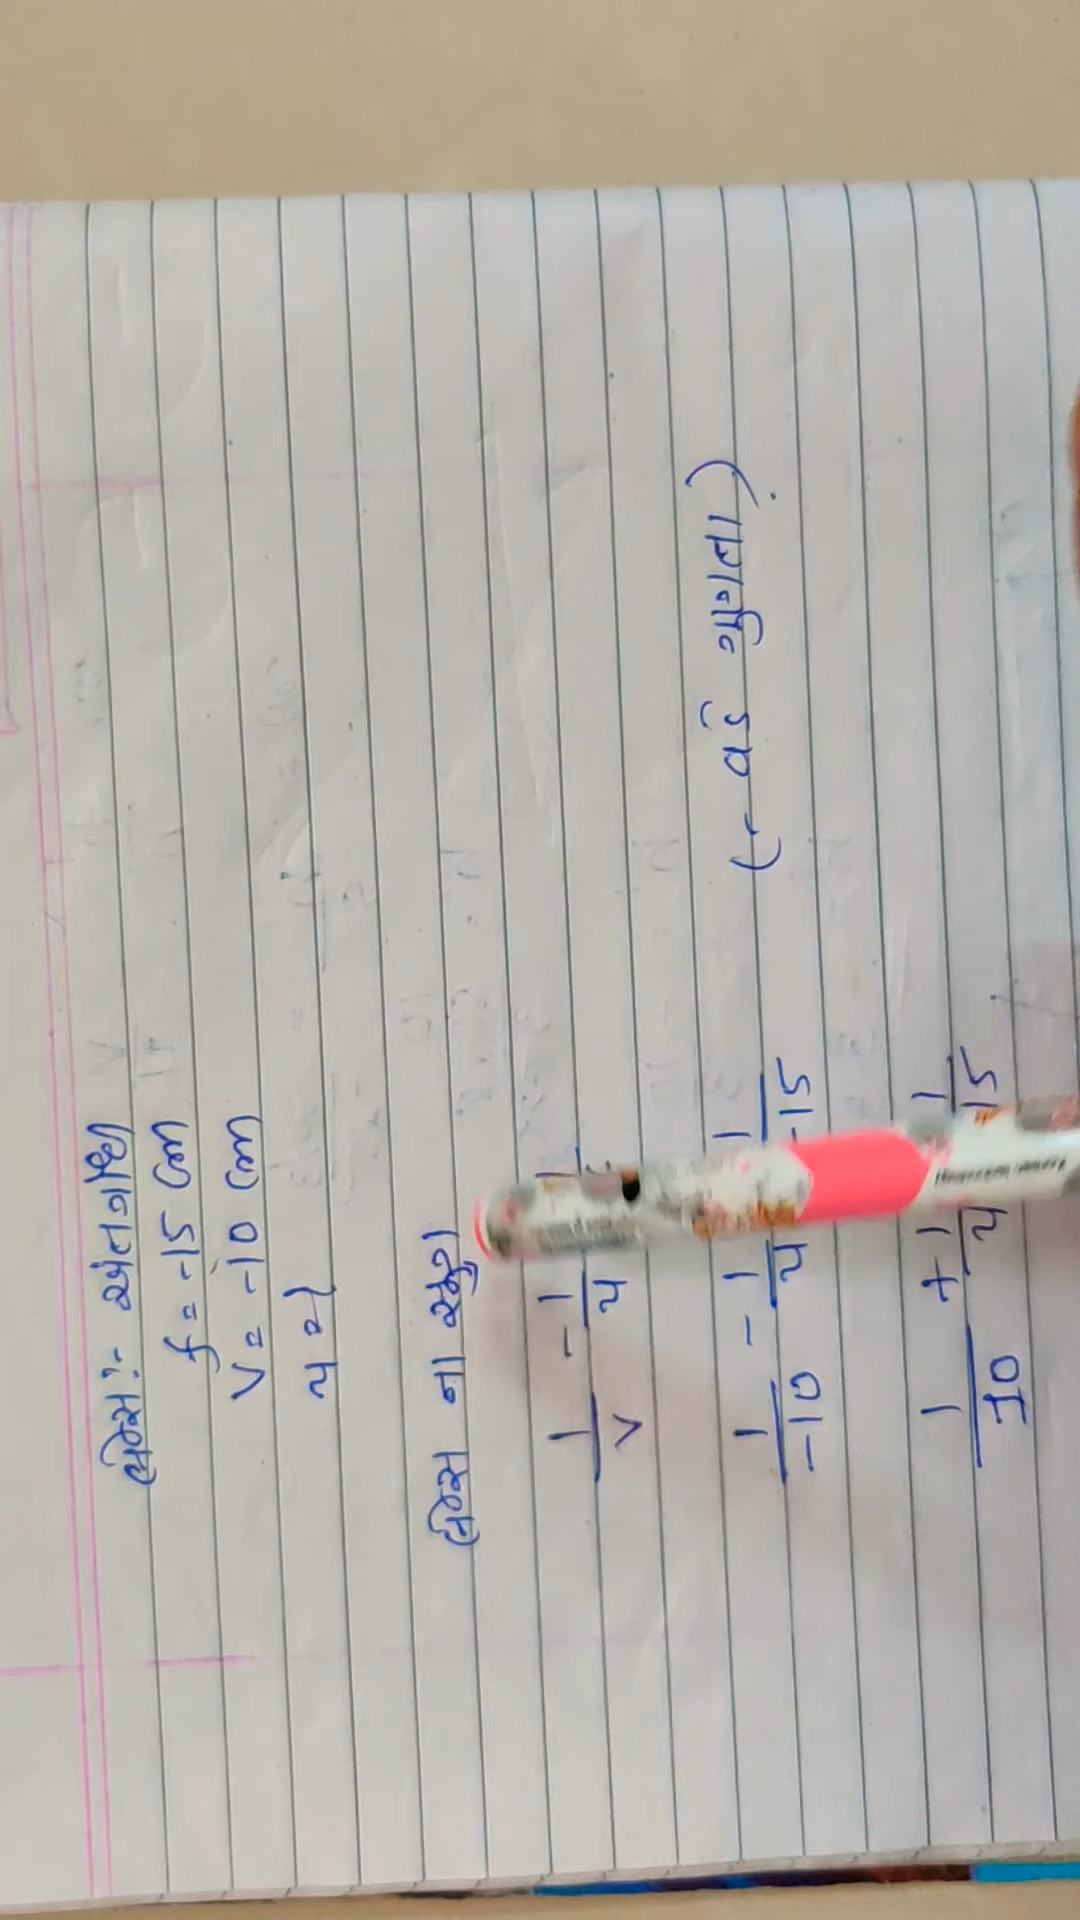 લેન્સ:- અંતર્ગોળ
f = -15 cm
v = -10 cm
u = ?
લેન્સ ના સૂત્ર
1/v - 1/u
1/-10 - 1/u 1/-15 (- વડે ગુણતા)
1/10 + 1/u 1/15